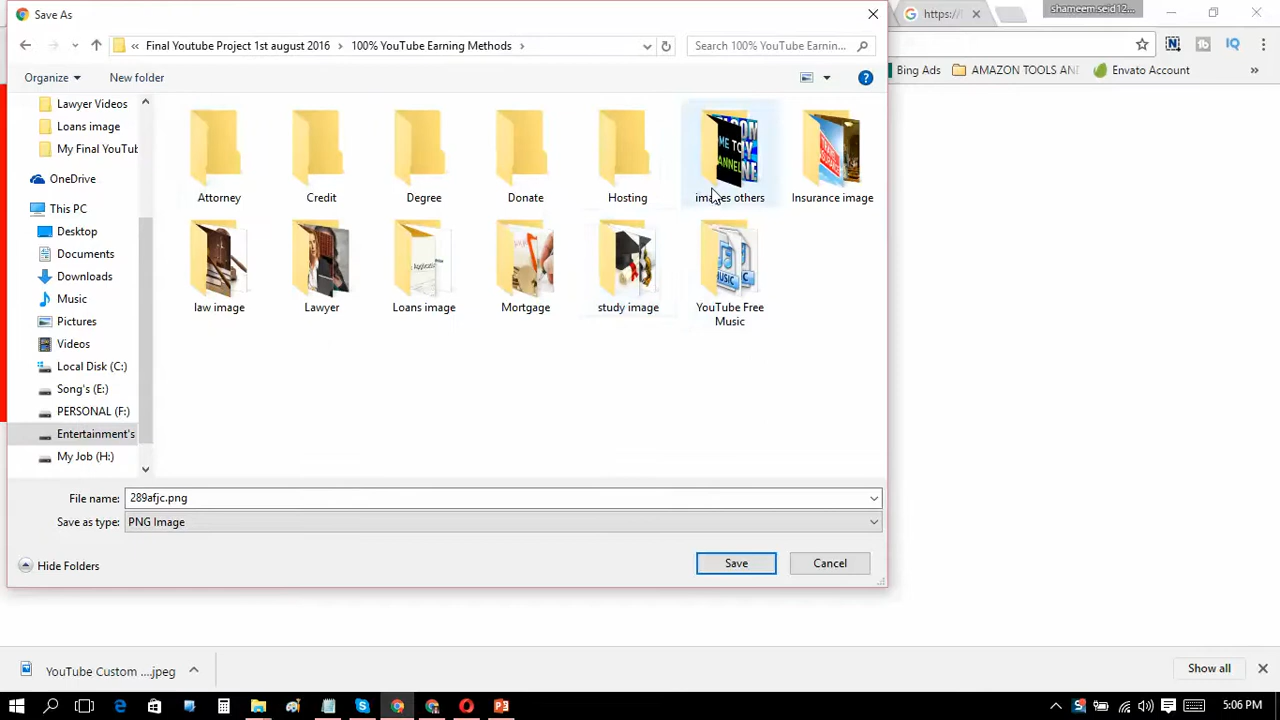 Save As
https://
shameem.seid12...
« Final Youtube Project 1st august 2016 > 100% YouTube Earning Methods >
Search 100% YouTube Earnin...
Organize
New folder
Bing Ads
AMAZON TOOLS ANI
Envato Account
»
Lawyer Videos
Loans image
My Final YouTub
OneDrive
This PC
Desktop
Documents
Downloads
Music
Pictures
Videos
Local Disk (C:)
Song's (E:)
PERSONAL (F:)
Entertainment's
My Job (H:)
Attorney
Credit
Degree
Donate
Hosting
images others
Insurance image
law image
Lawyer
Loans image
Mortgage
study image
YouTube Free
Music
File name:
289afjc.png
Save as type:
PNG Image
Hide Folders
Save
Cancel
YouTube Custom ....jpeg
Show all
5:06 PM